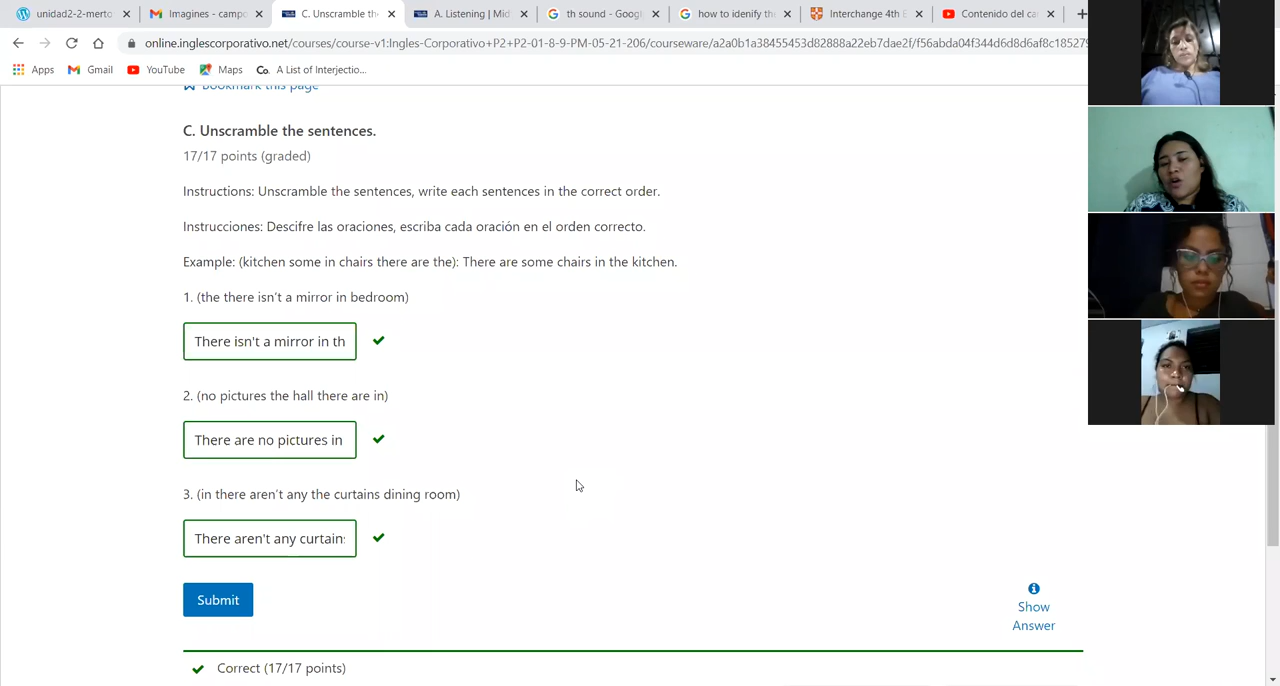 unidad2-2-merto
Imagines - campo
C. Unscramble the
A. Listening | Mid
th sound - Goog
how to idenify the
Interchange 4th E
Contenido del ca
online.inglescorporativo.net/courses/course-v1:Ingles-Corporativo+P2+P2-01-8-9-PM-05-21-206/courseware/a2a0b1a38455453d82888a22eb7dae2f/f56abda04f344d6d8d6af8c185279
Apps
Gmail
YouTube
Maps
Co. A List of Interjectio...
Bookmark this page
C. Unscramble the sentences.
17/17 points (graded)
Instructions: Unscramble the sentences, write each sentences in the correct order.
Instrucciones: Descifre las oraciones, escriba cada oración en el orden correcto.
Example: (kitchen some in chairs there are the): There are some chairs in the kitchen.
1. (the there isn't a mirror in bedroom)
There isn't a mirror in th
2. (no pictures the hall there are in)
There are no pictures in
3. (in there aren't any the curtains dining room)
There aren't any curtain
Submit
Show
Answer
Correct (17/17 points)